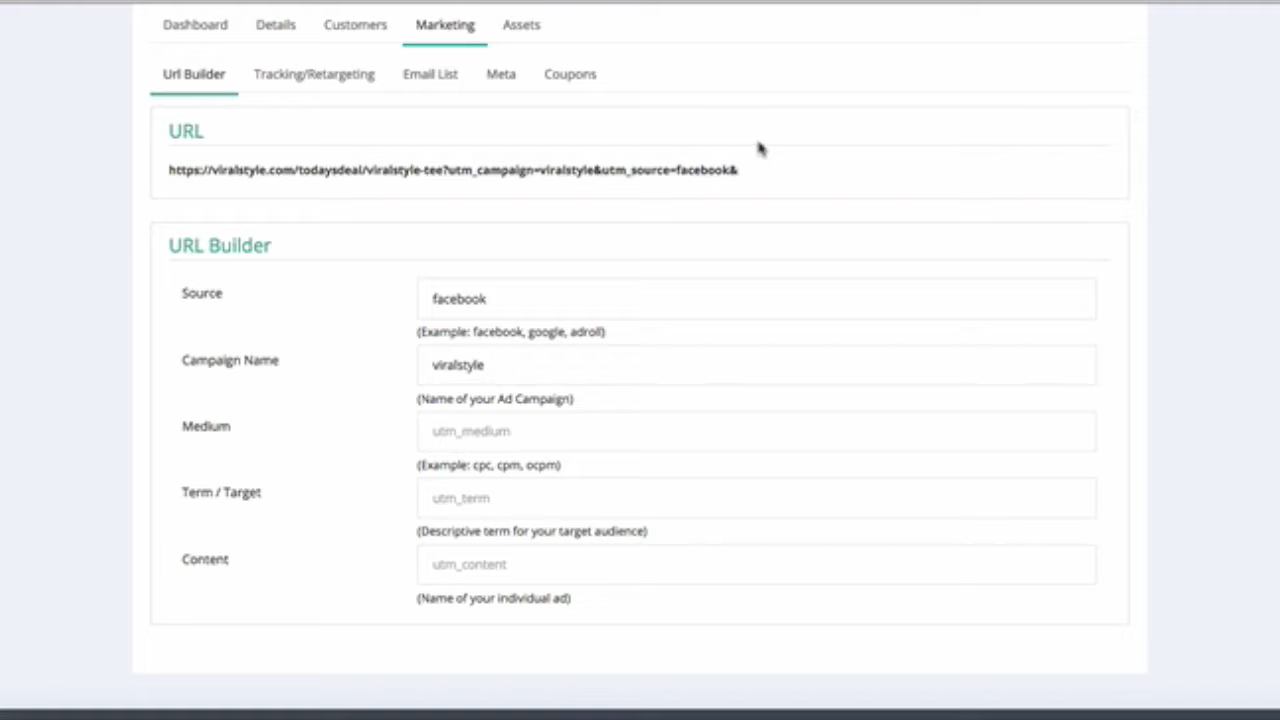 Dashboard Details Customers Marketing Assets
Url Builder Tracking/Retargeting Email List Meta Coupons
URL
https://viralstyle.com/todaysdeal/viralstyle-tee?utm_campaign=viralstyle&utm_source=facebook&
URL Builder
Source facebook
(Example: facebook, google, adroll)
Campaign Name viralstyle
(Name of your Ad Campaign)
Medium utm_medium
(Example: cpc, cpm, ocpm)
Term / Target utm_term
(Descriptive term for your target audience)
Content utm_content
(Name of your individual ad)